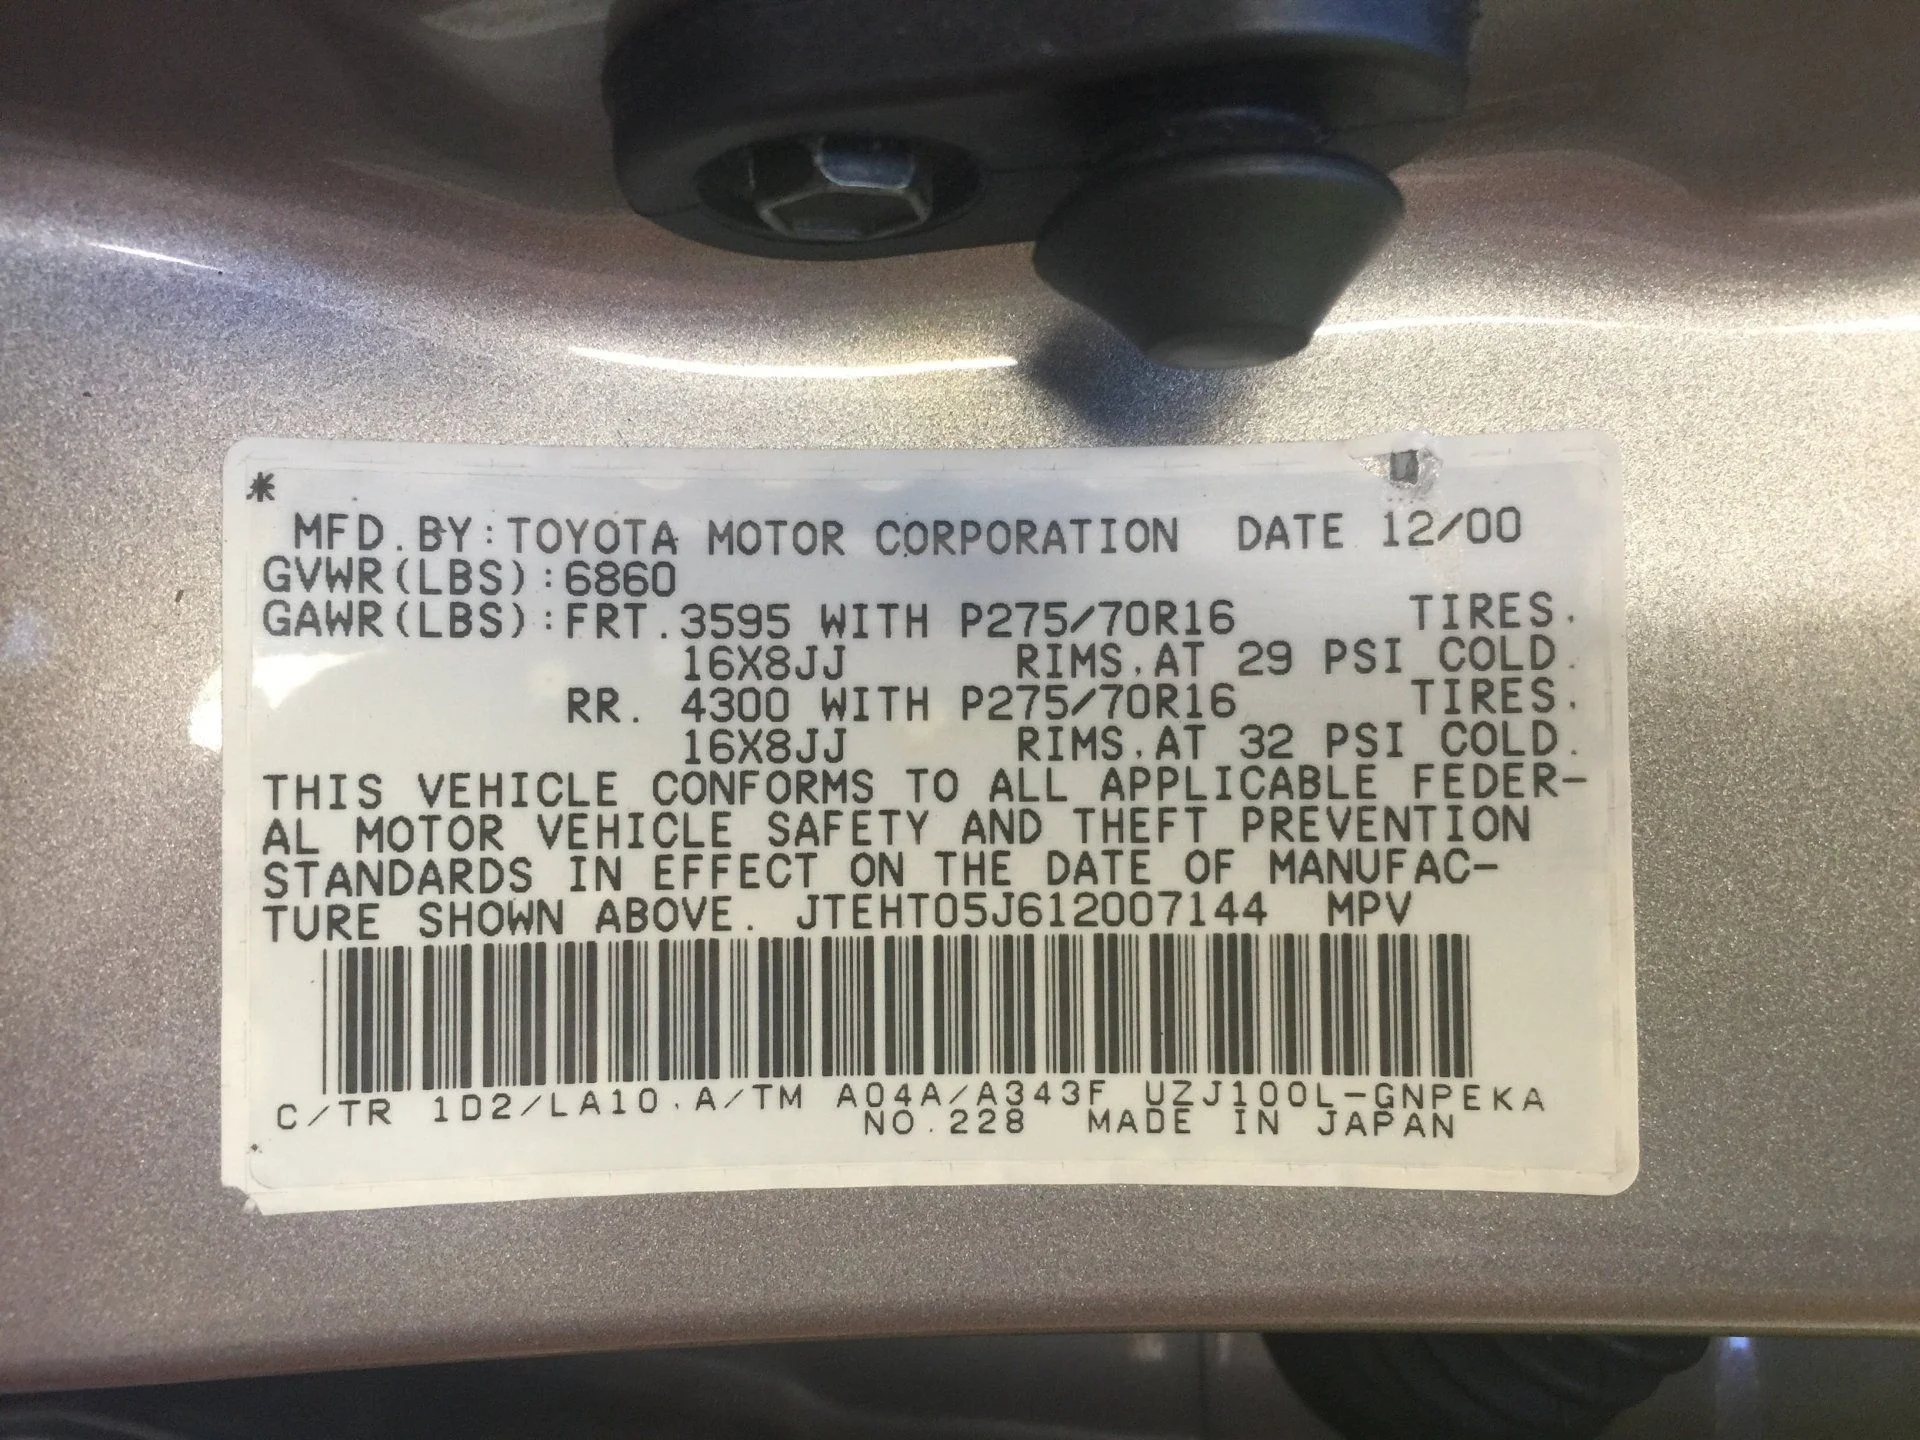 *
MFD. BY: TOYOTA MOTOR CORPORATION DATE 12/00
GVWR(LBS):6860
GAWR(LBS):FRT. 3595 WITH P275/70R16 TIRES.
16X8JJ RIMS, AT 29 PSI COLD.
RR. 4300 WITH P275/70R16 TIRES.
16X8JJ RIMS, AT 32 PSI COLD.
THIS VEHICLE CONFORMS TO ALL APPLICABLE FEDER-
AL MOTOR VEHICLE SAFETY AND THEFT PREVENTION
STANDARDS IN EFFECT ON THE DATE OF MANUFAC-
TURE SHOWN ABOVE. JTEHT05J612007144 MPV
C/TR 1D2/LA10. A/TM A04A/A343F UZJ100L-GNPEKA
NO. 228 MADE IN JAPAN